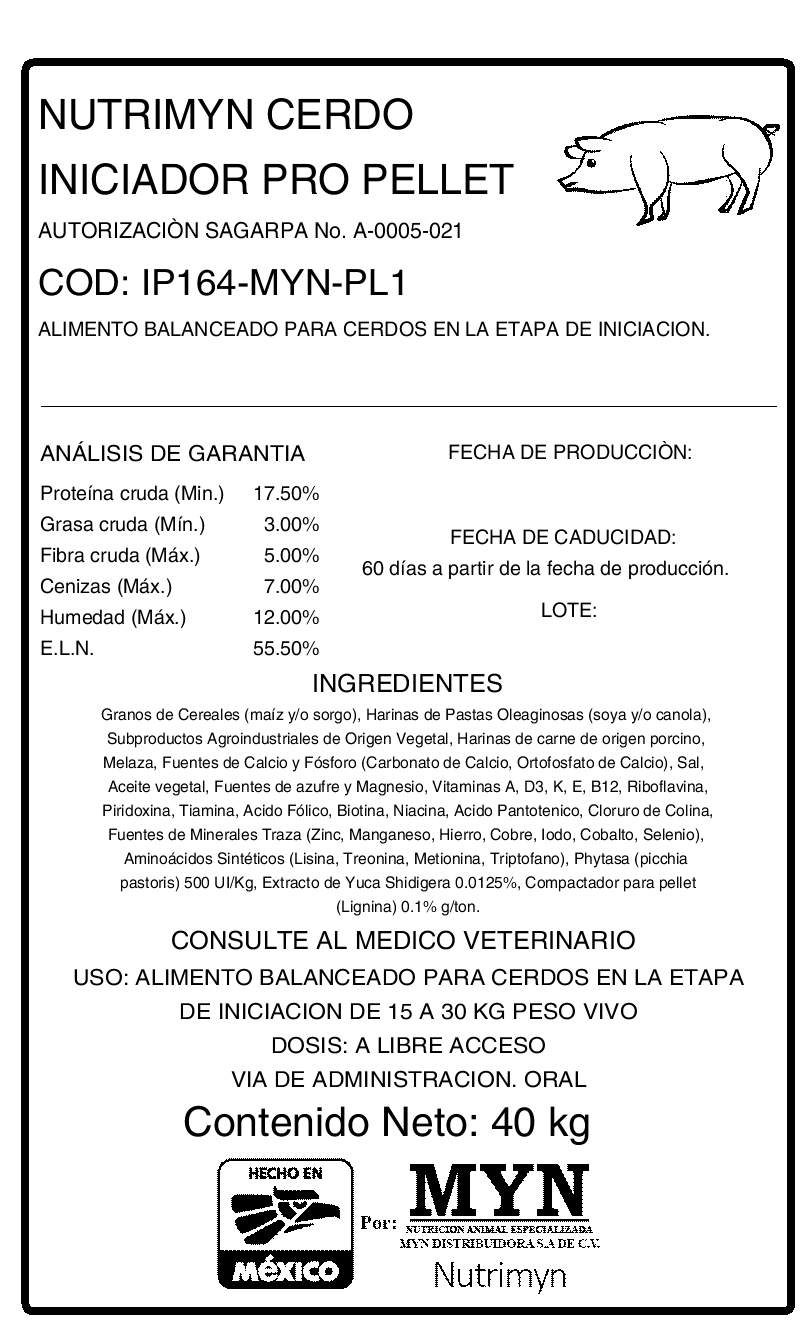 NUTRIMYN CERDO
INICIADOR PRO PELLET
AUTORIZACIÒN SAGARPA No. A-0005-021
COD: IP164-MYN-PL1
ALIMENTO BALANCEADO PARA CERDOS EN LA ETAPA DE INICIACION.
ANÁLISIS DE GARANTIA
Proteína cruda (Min.) 17.50%
Grasa cruda (Mín.) 3.00%
Fibra cruda (Máx.) 5.00%
Cenizas (Máx.) 7.00%
Humedad (Máx.) 12.00%
E.L.N. 55.50%
FECHA DE PRODUCCIÒN:
FECHA DE CADUCIDAD:
60 días a partir de la fecha de producción.
LOTE:
INGREDIENTES
Granos de Cereales (maíz y/o sorgo), Harinas de Pastas Oleaginosas (soya y/o canola),
Subproductos Agroindustriales de Origen Vegetal, Harinas de carne de origen porcino,
Melaza, Fuentes de Calcio y Fósforo (Carbonato de Calcio, Ortofosfato de Calcio), Sal,
Aceite vegetal, Fuentes de azufre y Magnesio, Vitaminas A, D3, K, E, B12, Riboflavina,
Piridoxina, Tiamina, Acido Fólico, Biotina, Niacina, Acido Pantotenico, Cloruro de Colina,
Fuentes de Minerales Traza (Zinc, Manganeso, Hierro, Cobre, Iodo, Cobalto, Selenio),
Aminoácidos Sintéticos (Lisina, Treonina, Metionina, Triptofano), Phytasa (picchia
pastoris) 500 UI/Kg, Extracto de Yuca Shidigera 0.0125%, Compactador para pellet
(Lignina) 0.1% g/ton.
CONSULTE AL MEDICO VETERINARIO
USO: ALIMENTO BALANCEADO PARA CERDOS EN LA ETAPA
DE INICIACION DE 15 A 30 KG PESO VIVO
DOSIS: A LIBRE ACCESO
VIA DE ADMINISTRACION. ORAL
Contenido Neto: 40 kg
HECHO EN
MéXICO
Por:
MYN
NUTRICION ANIMAL ESPECIALIZADA
MYN DISTRIBUIDORA S.A DE C.V.
Nutrimyn